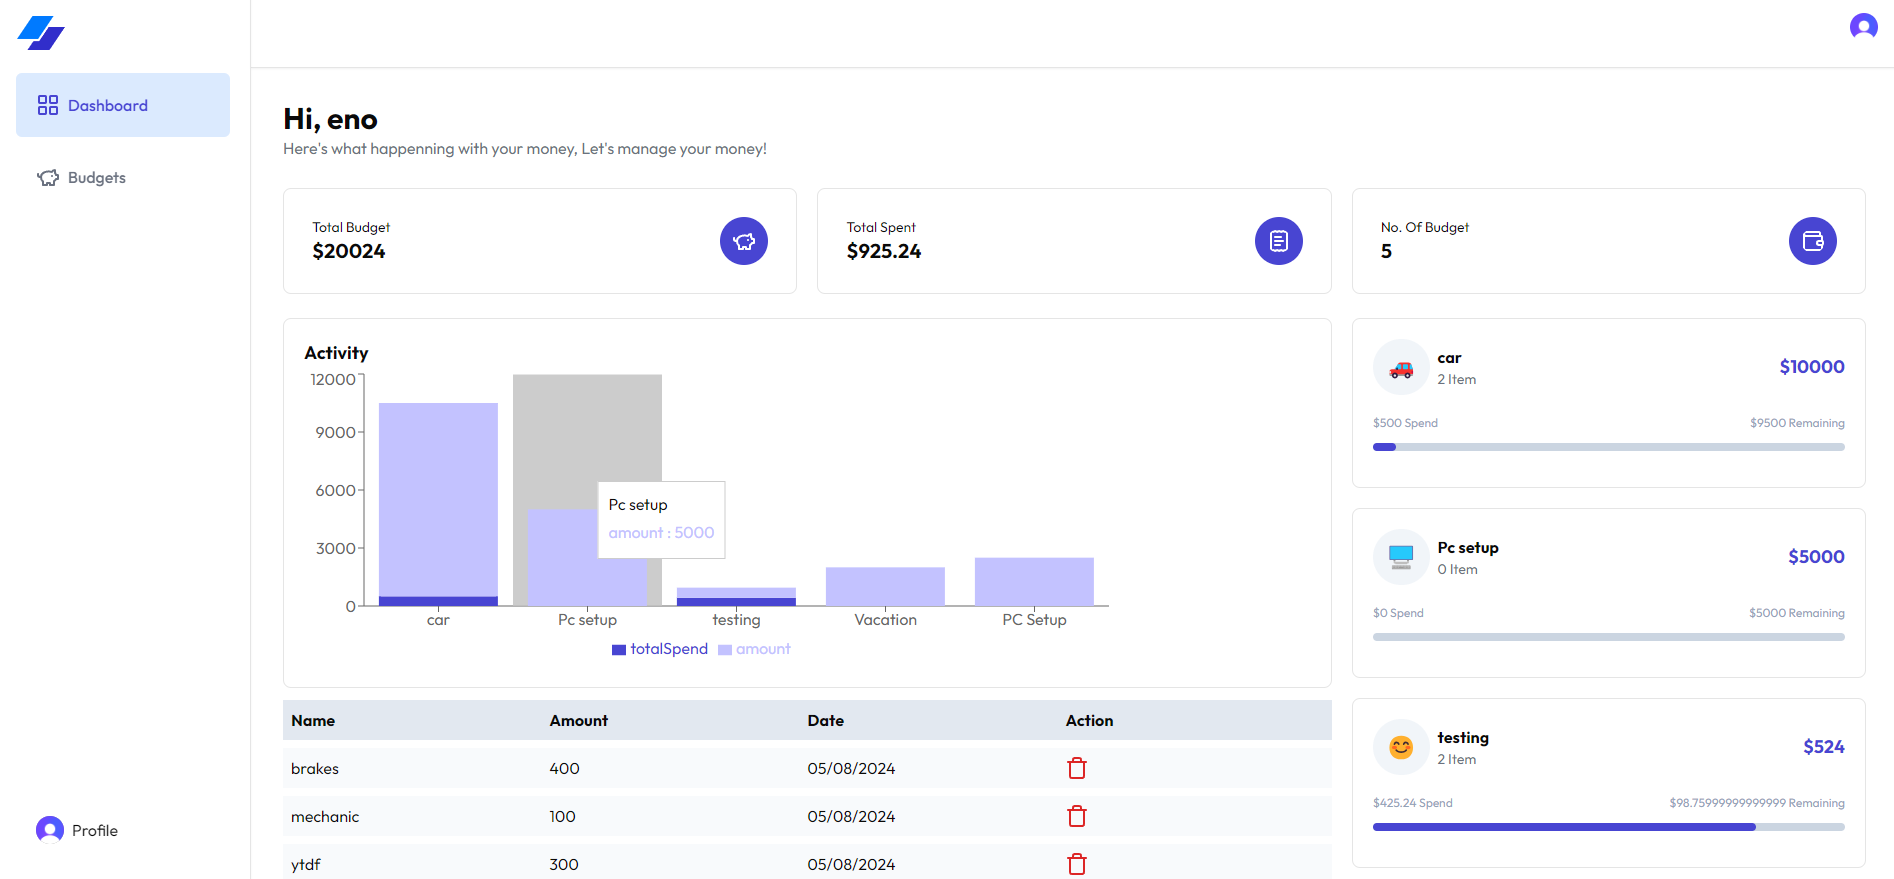 Dashboard
Budgets
Profile
Hi, eno
Here's what happenning with your money, Let's manage your money!
Total Budget
$20024
Total Spent
$925.24
No. Of Budget
5
Activity
12000
9000
6000
3000
0
Pc setup
amount : 5000
car Pc setup testing Vacation PC Setup
totalSpend amount
Name Amount Date Action
brakes 400 05/08/2024
mechanic 100 05/08/2024
ytdf 300 05/08/2024
car
2 Item
$10000
$500 Spend $9500 Remaining
Pc setup
0 Item
$5000
$0 Spend $5000 Remaining
testing
2 Item
$524
$425.24 Spend $98.75999999999999 Remaining